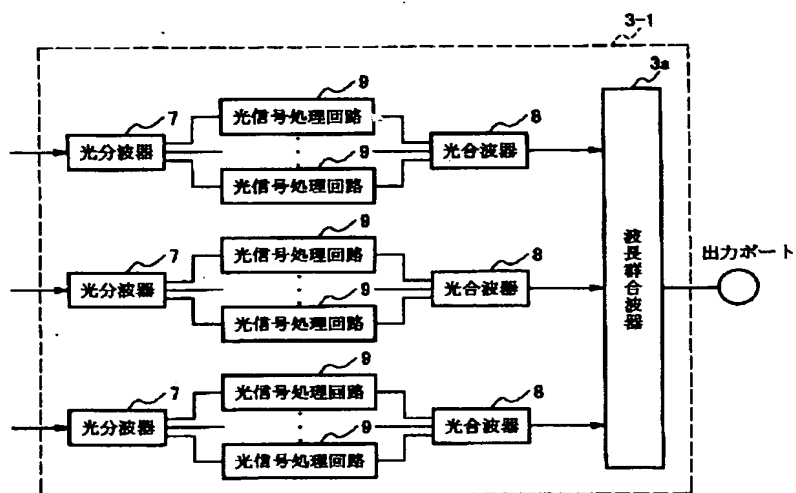 3-1
3a
9
7
光信号処理回路
8
光分波器
9
光合波器
光信号処理回路
9
7
光信号処理回路
8
光分波器
9
光合波器
光信号処理回路
波長群合波器
出力ポート
9
7
光信号処理回路
8
光分波器
9
光合波器
光信号処理回路